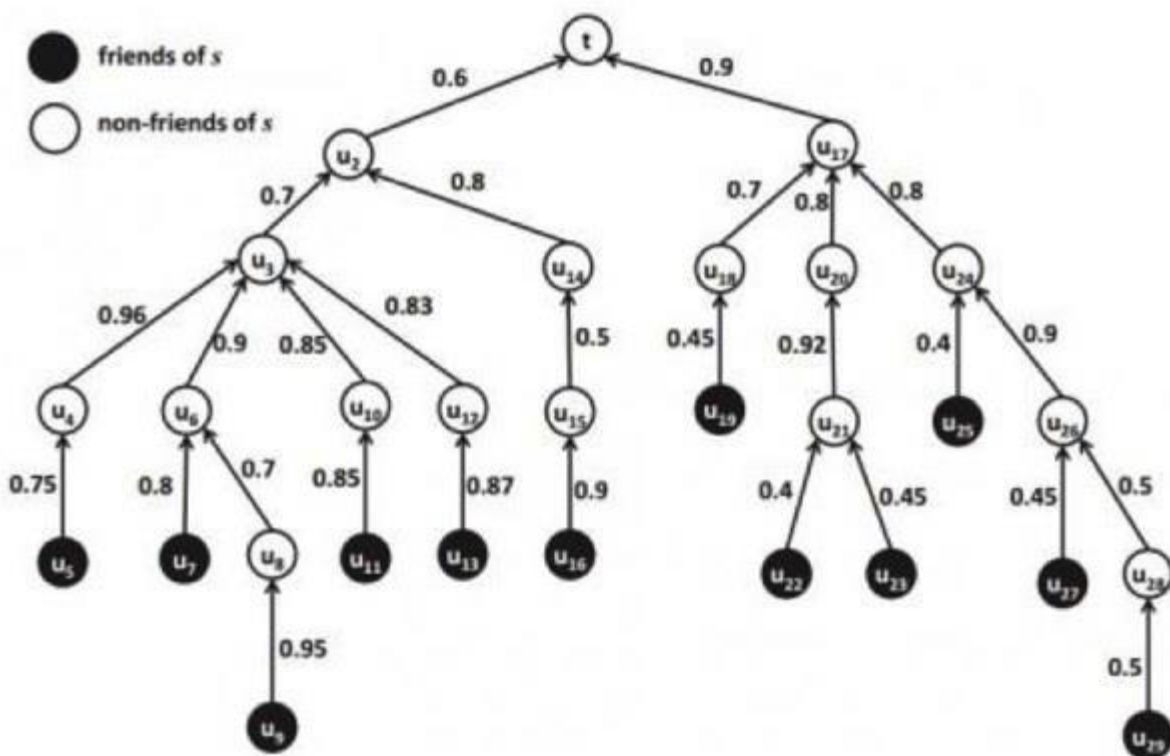 t
friends of s
0.6
0.9
non-friends of s
u2
u17
0.7
0.8
0.7
0.8
0.8
u3
u14
u18
u20
u24
0.96
0.9
0.85
0.83
0.5
0.45
0.92
0.4
0.9
u4
u6
u10
u12
u15
u19
u21
u25
u26
0.75
0.8
0.7
0.85
0.87
0.9
0.4
0.45
0.45
0.5
u5
u7
u8
u11
u13
u16
u22
u23
u27
u28
0.95
0.5
u9
u29